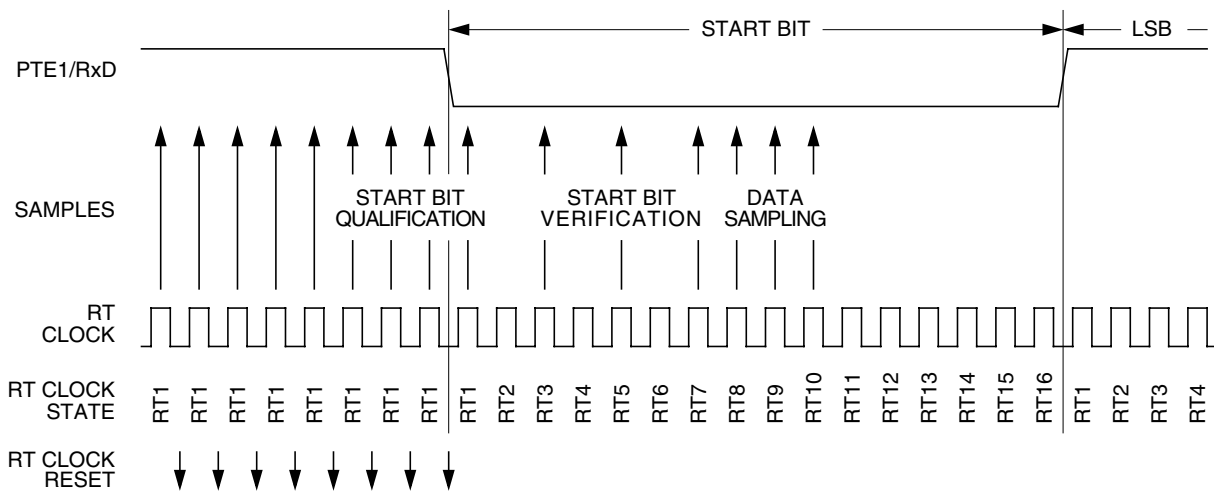 START BIT
LSB
PTE1/RxD
SAMPLES
START BIT
QUALIFICATION
START BIT
VERIFICATION
DATA
SAMPLING
RT
CLOCK
RT CLOCK
STATE
RT1 RT1 RT1 RT1 RT1 RT1 RT1 RT1 RT1 RT2 RT3 RT4 RT5 RT6 RT7 RT8 RT9 RT10 RT11 RT12 RT13 RT14 RT15 RT16 RT1 RT2 RT3 RT4
RT CLOCK
RESET